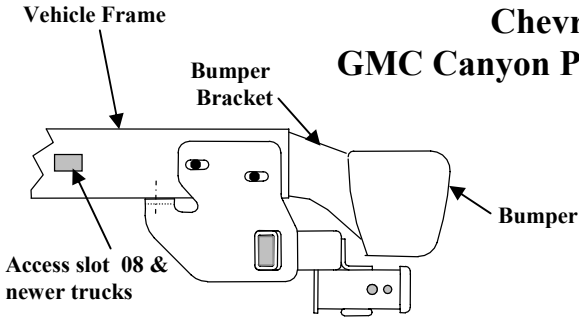 Vehicle Frame
Chevr
GMC Canyon P
Bumper
Bracket
Bumper
Access slot 08 &
newer trucks